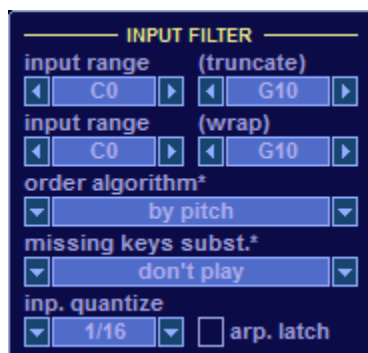 INPUT FILTER
input range (truncate)
C0 G10
input range (wrap)
C0 G10
order algorithm*
by pitch
missing keys subst.*
don't play
inp. quantize
1/16 arp. latch